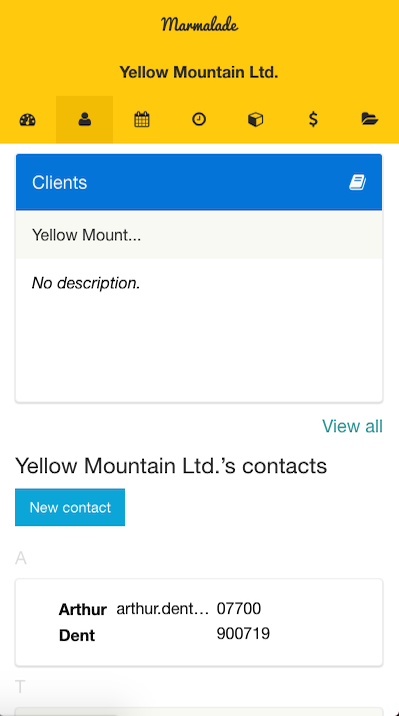 Marmalade
Yellow Mountain Ltd.
Clients
Yellow Mount...
No description.
View all
Yellow Mountain Ltd.’s contacts
New contact
A
Arthur arthur.dent... 07700
Dent 900719
T